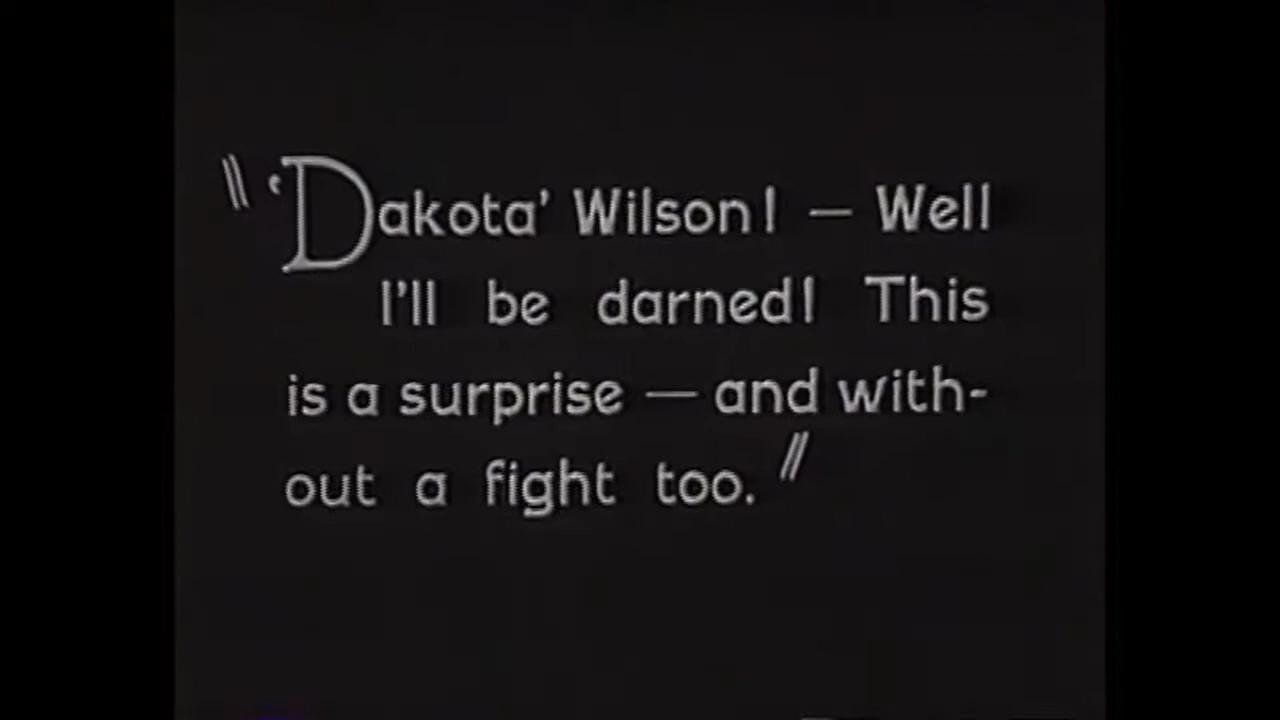 "'Dakota' Wilson! — Well
I'll be darned! This
is a surprise — and with-
out a fight too."